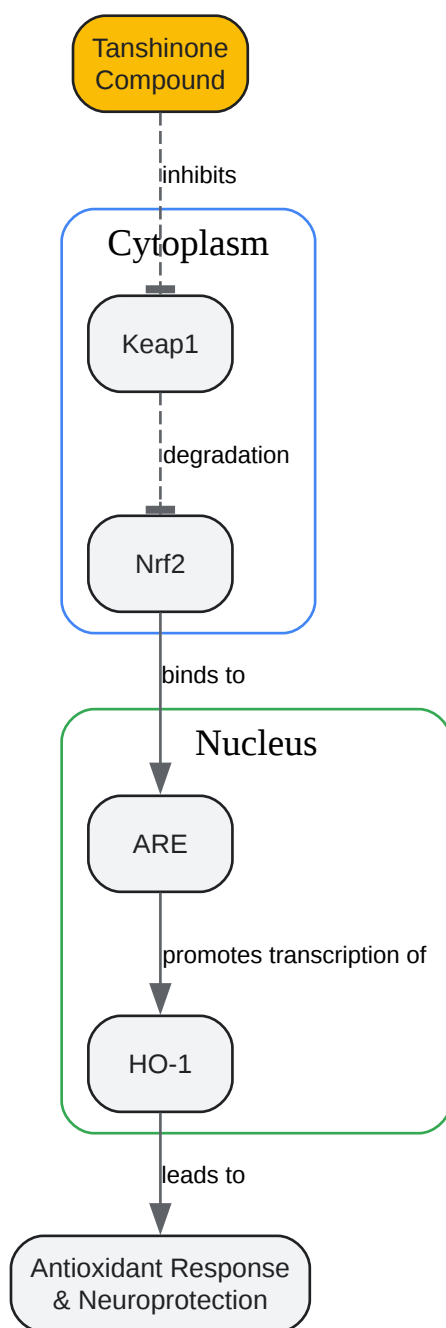 Tanshinone
Compound
inhibits
Cytoplasm
Keap1
degradation
Nrf2
binds to
Nucleus
ARE
promotes transcription of
HO-1
leads to
Antioxidant Response
& Neuroprotection